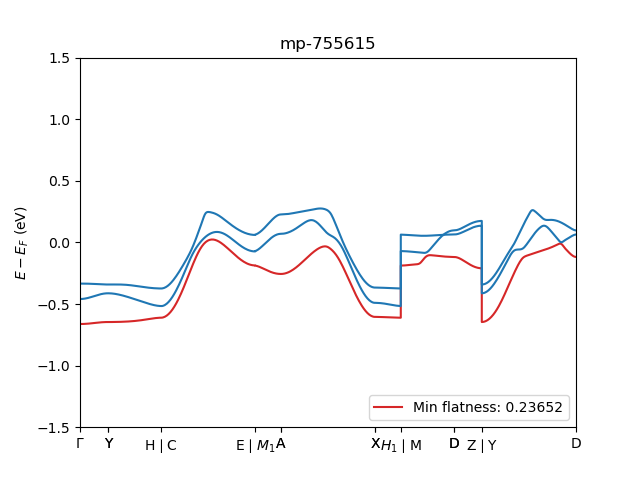 mp-755615
E − E_F (eV)
1.5
1.0
0.5
0.0
−0.5
−1.0
−1.5
Min flatness: 0.23652
Γ Y H | C E | M₁ A X H₁ | M D Z | Y D